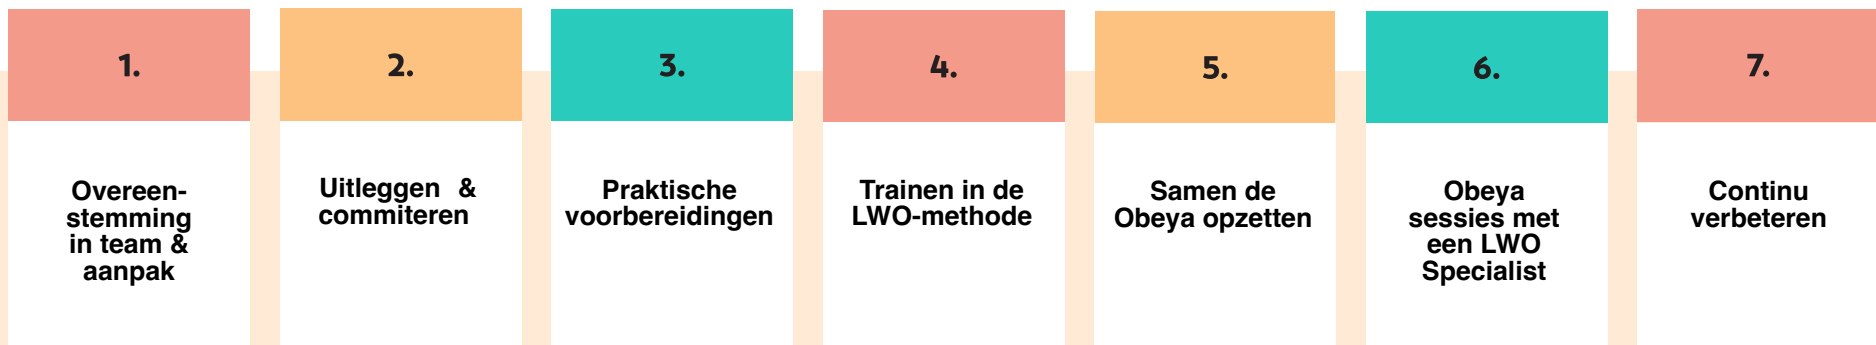 1.
Overeen-
stemming
in team &
aanpak
2.
Uitleggen &
commiteren
3.
Praktische
voorbereidingen
4.
Trainen in de
LWO-methode
5.
Samen de
Obeya opzetten
6.
Obeya
sessies met
een LWO
Specialist
7.
Continu
verbeteren